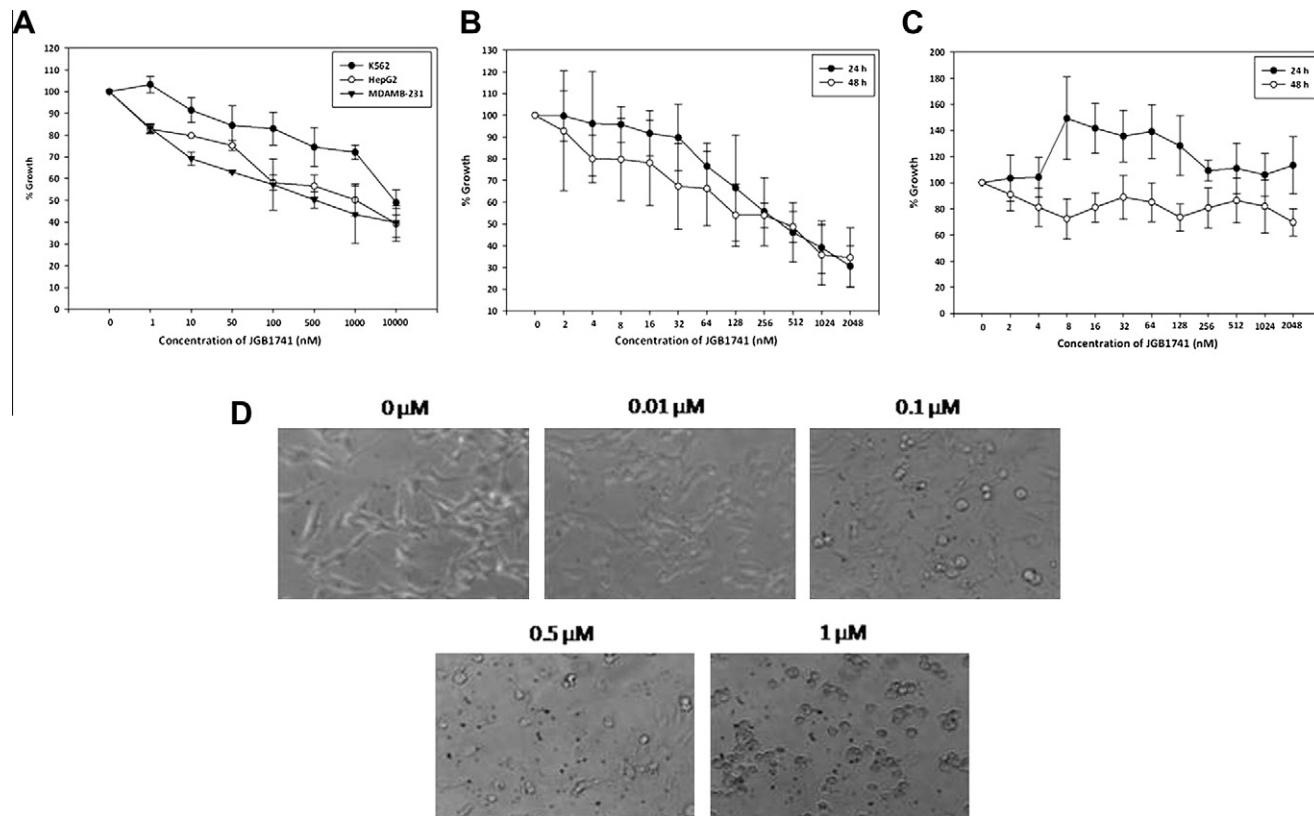 A
% Growth
120
110
100
90
80
70
60
50
40
30
20
10
0
K562
HepG2
MDAMB-231
0 1 10 50 100 500 1000 10000
Concentration of JGB1741 (nM)
B
% Growth
130
120
110
100
90
80
70
60
50
40
30
20
10
24 h
48 h
0 2 4 8 16 32 64 128 256 512 1024 2048
Concentration of JGB1741 (nM)
C
% Growth
200
180
160
140
120
100
80
60
40
20
0
24 h
48 h
0 2 4 8 16 32 64 128 256 512 1024 2048
Concentration of JGB1741 (nM)
D
0 µM
0.01 µM
0.1 µM
0.5 µM
1 µM